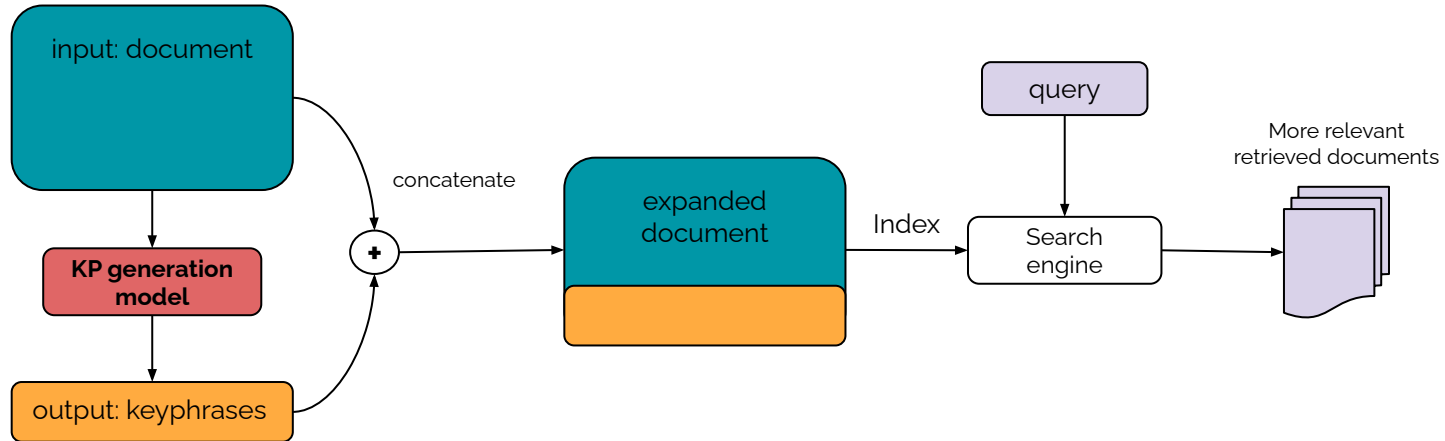 input: document
KP generation
model
output: keyphrases
concatenate
+
expanded
document
Index
query
Search
engine
More relevant
retrieved documents